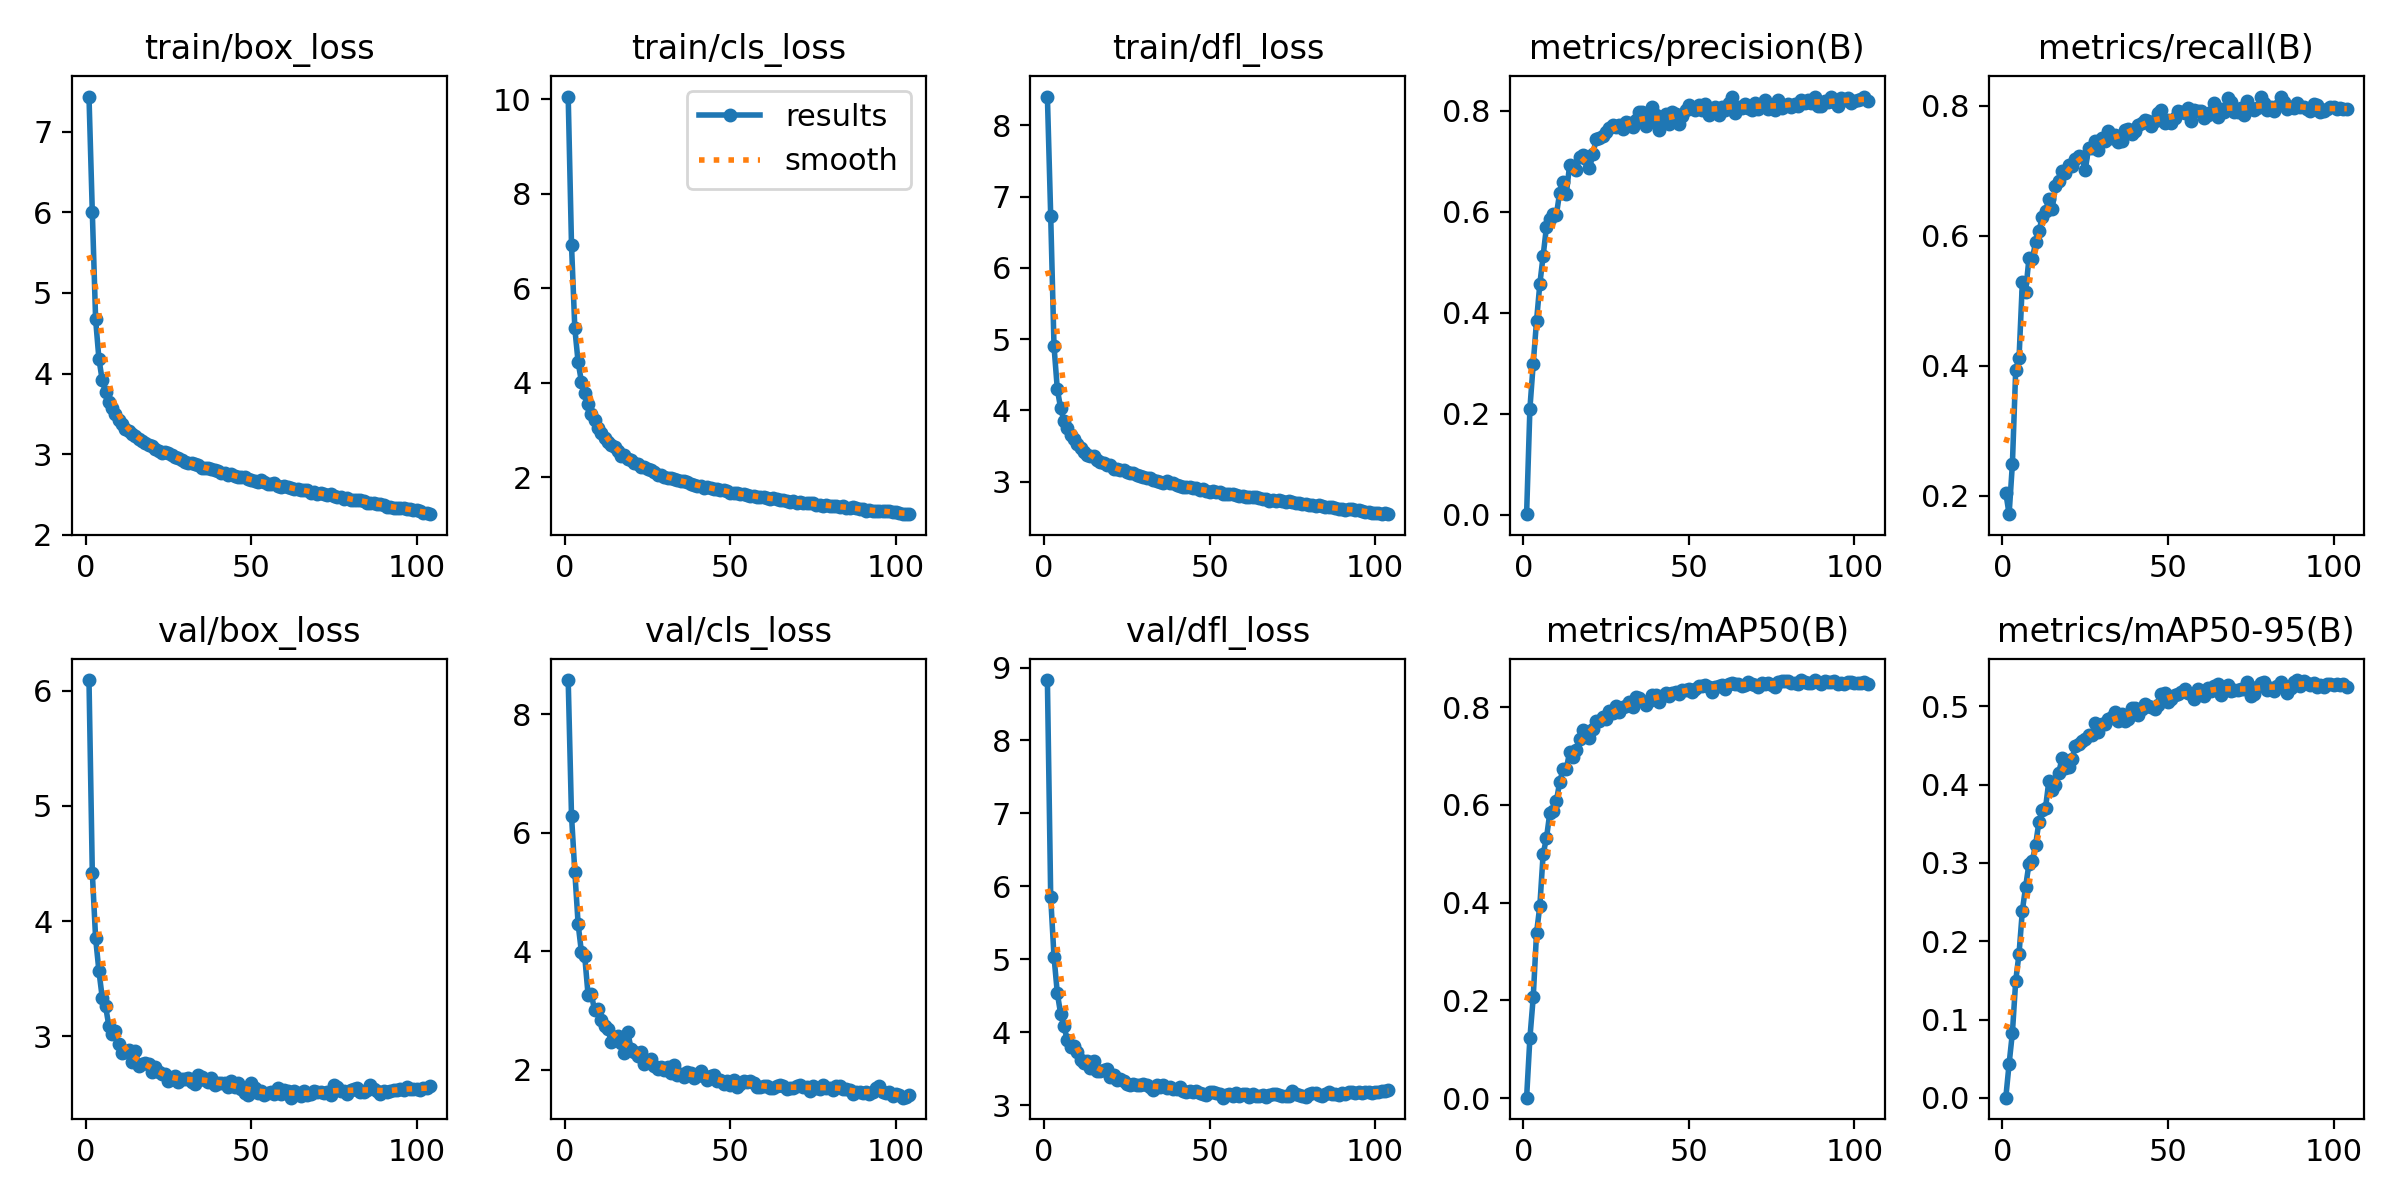 train/box_loss
7
6
5
4
3
2
0 50 100
train/cls_loss
results
smooth
10
8
6
4
2
0 50 100
train/dfl_loss
8
7
6
5
4
3
0 50 100
metrics/precision(B)
0.8
0.6
0.4
0.2
0.0
0 50 100
metrics/recall(B)
0.8
0.6
0.4
0.2
0 50 100
val/box_loss
6
5
4
3
0 50 100
val/cls_loss
8
6
4
2
0 50 100
val/dfl_loss
9
8
7
6
5
4
3
0 50 100
metrics/mAP50(B)
0.8
0.6
0.4
0.2
0.0
0 50 100
metrics/mAP50-95(B)
0.5
0.4
0.3
0.2
0.1
0.0
0 50 100